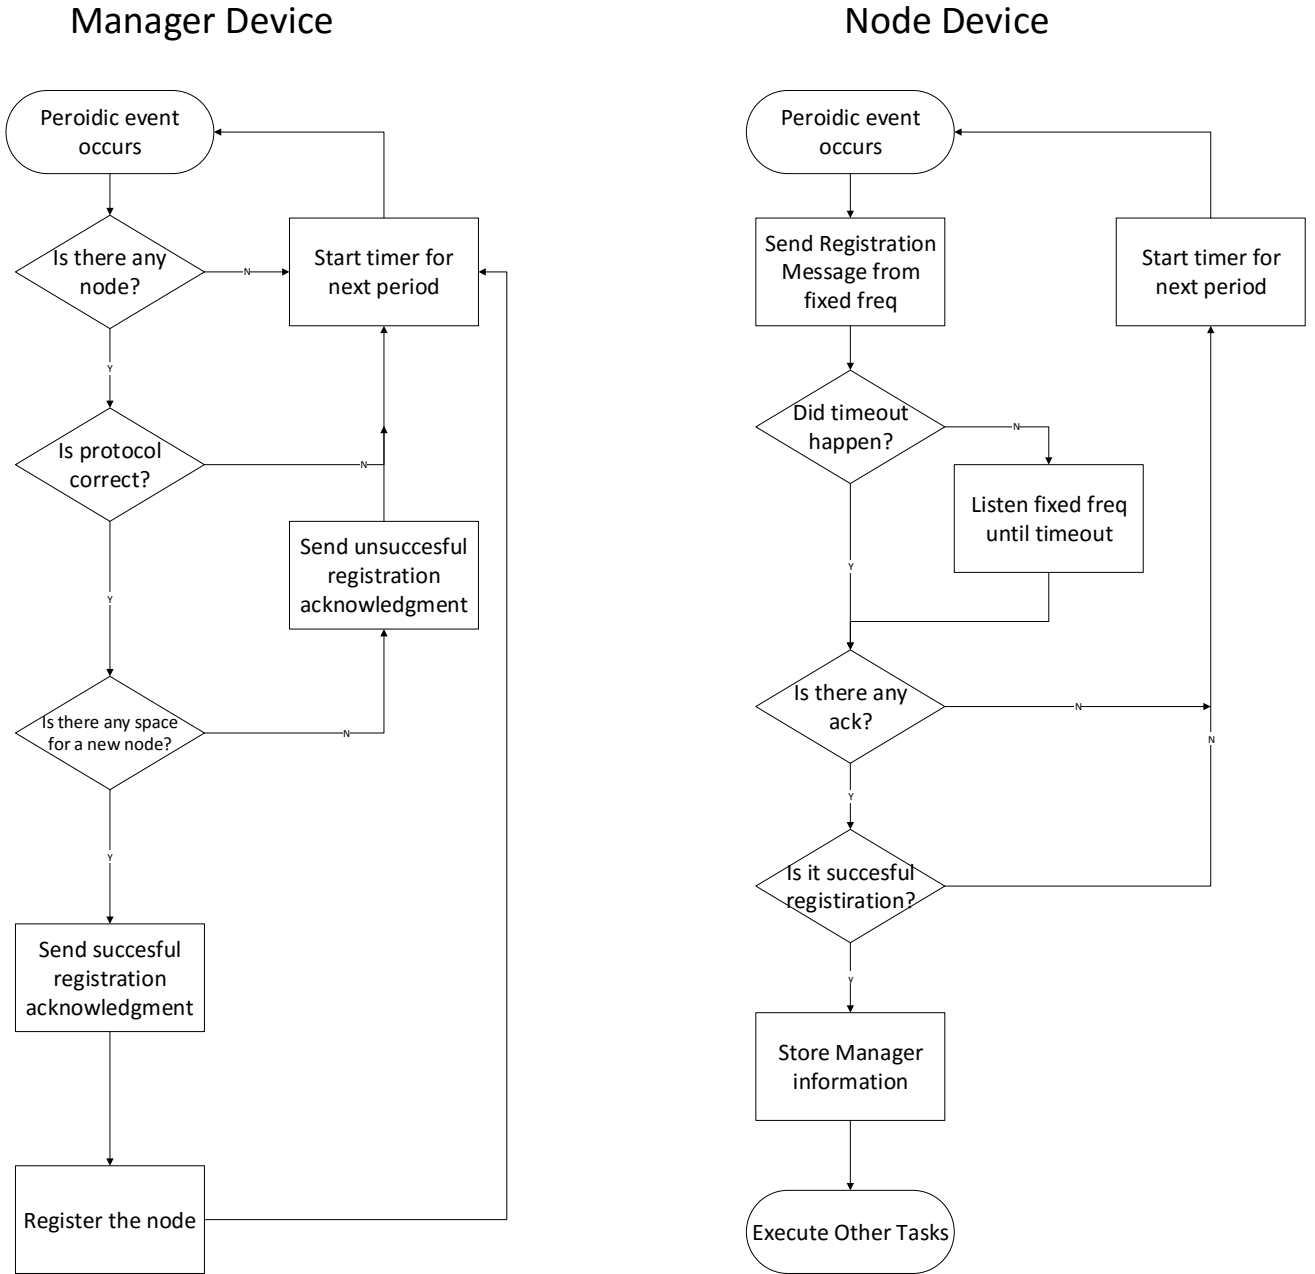 Manager Device
Peroidic event
occurs
Is there any
node?
N
Start timer for
next period
Y
Is protocol
correct?
N
Send unsuccesful
registration
acknowledgment
Y
Is there any space
for a new node?
N
Y
Send succesful
registration
acknowledgment
Register the node
Node Device
Peroidic event
occurs
Send Registration
Message from
fixed freq
Start timer for
next period
Did timeout
happen?
N
Listen fixed freq
until timeout
Y
Is there any
ack?
N
N
Y
Is it succesful
registiration?
Y
Store Manager
information
Execute Other Tasks